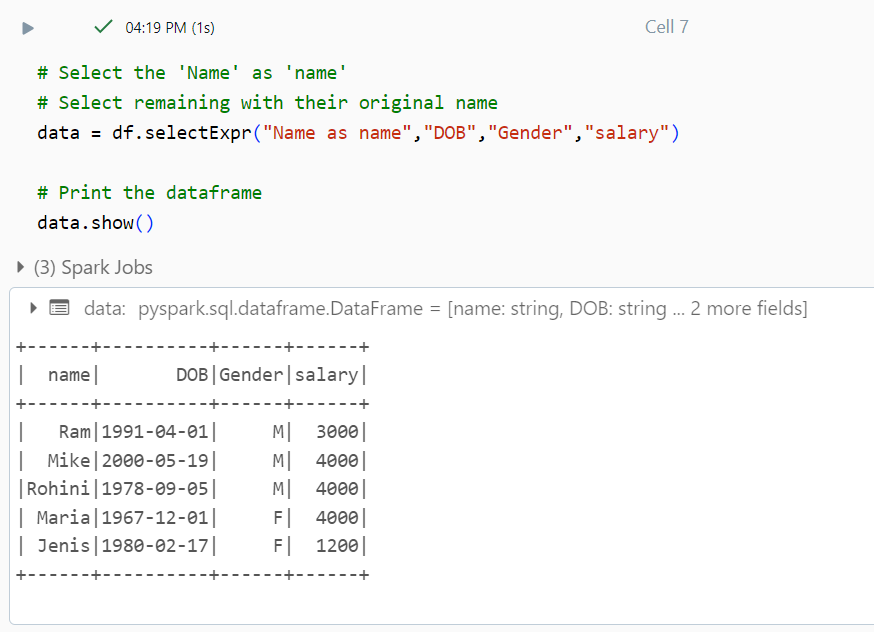 04:19 PM (1s) Cell 7
# Select the 'Name' as 'name'
# Select remaining with their original name
data = df.selectExpr("Name as name","DOB","Gender","salary")
# Print the dataframe
data.show()
(3) Spark Jobs
data: pyspark.sql.dataframe.DataFrame = [name: string, DOB: string ... 2 more fields]
+------+----------+------+------+
|  name|       DOB|Gender|salary|
+------+----------+------+------+
|   Ram|1991-04-01|     M|  3000|
|  Mike|2000-05-19|     M|  4000|
|Rohini|1978-09-05|     M|  4000|
| Maria|1967-12-01|     F|  4000|
| Jenis|1980-02-17|     F|  1200|
+------+----------+------+------+